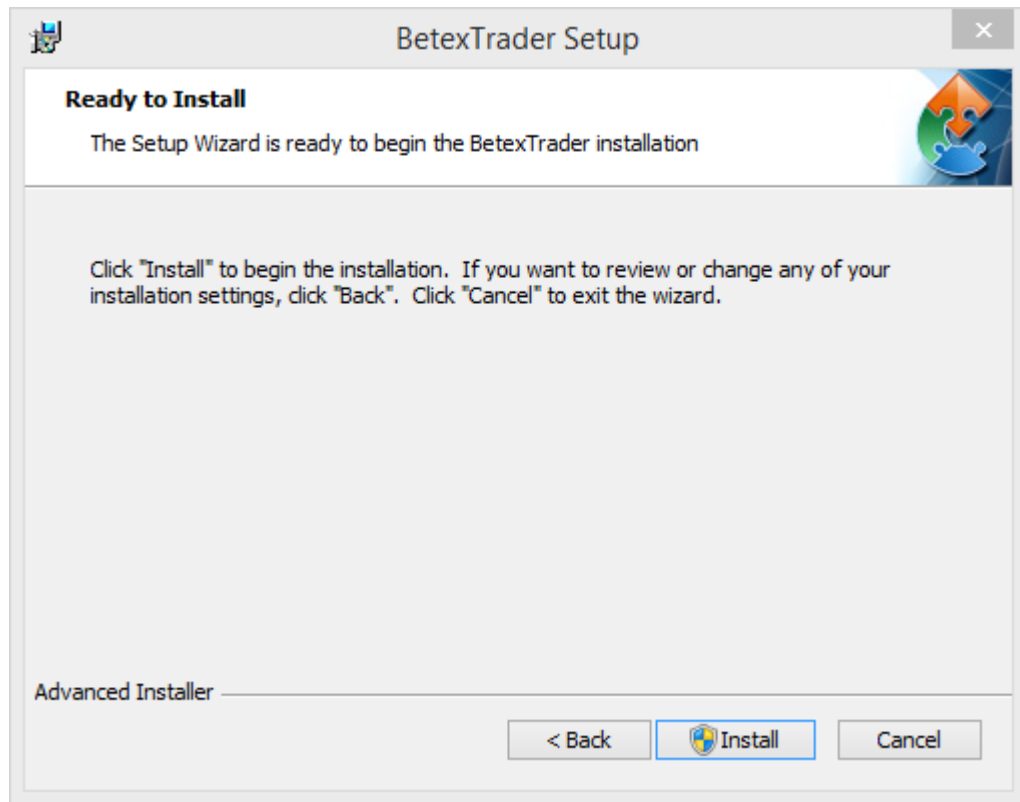 BetexTrader Setup
Ready to Install
The Setup Wizard is ready to begin the BetexTrader installation
Click "Install" to begin the installation.  If you want to review or change any of your
installation settings, click "Back".  Click "Cancel" to exit the wizard.
Advanced Installer
< Back
Install
Cancel